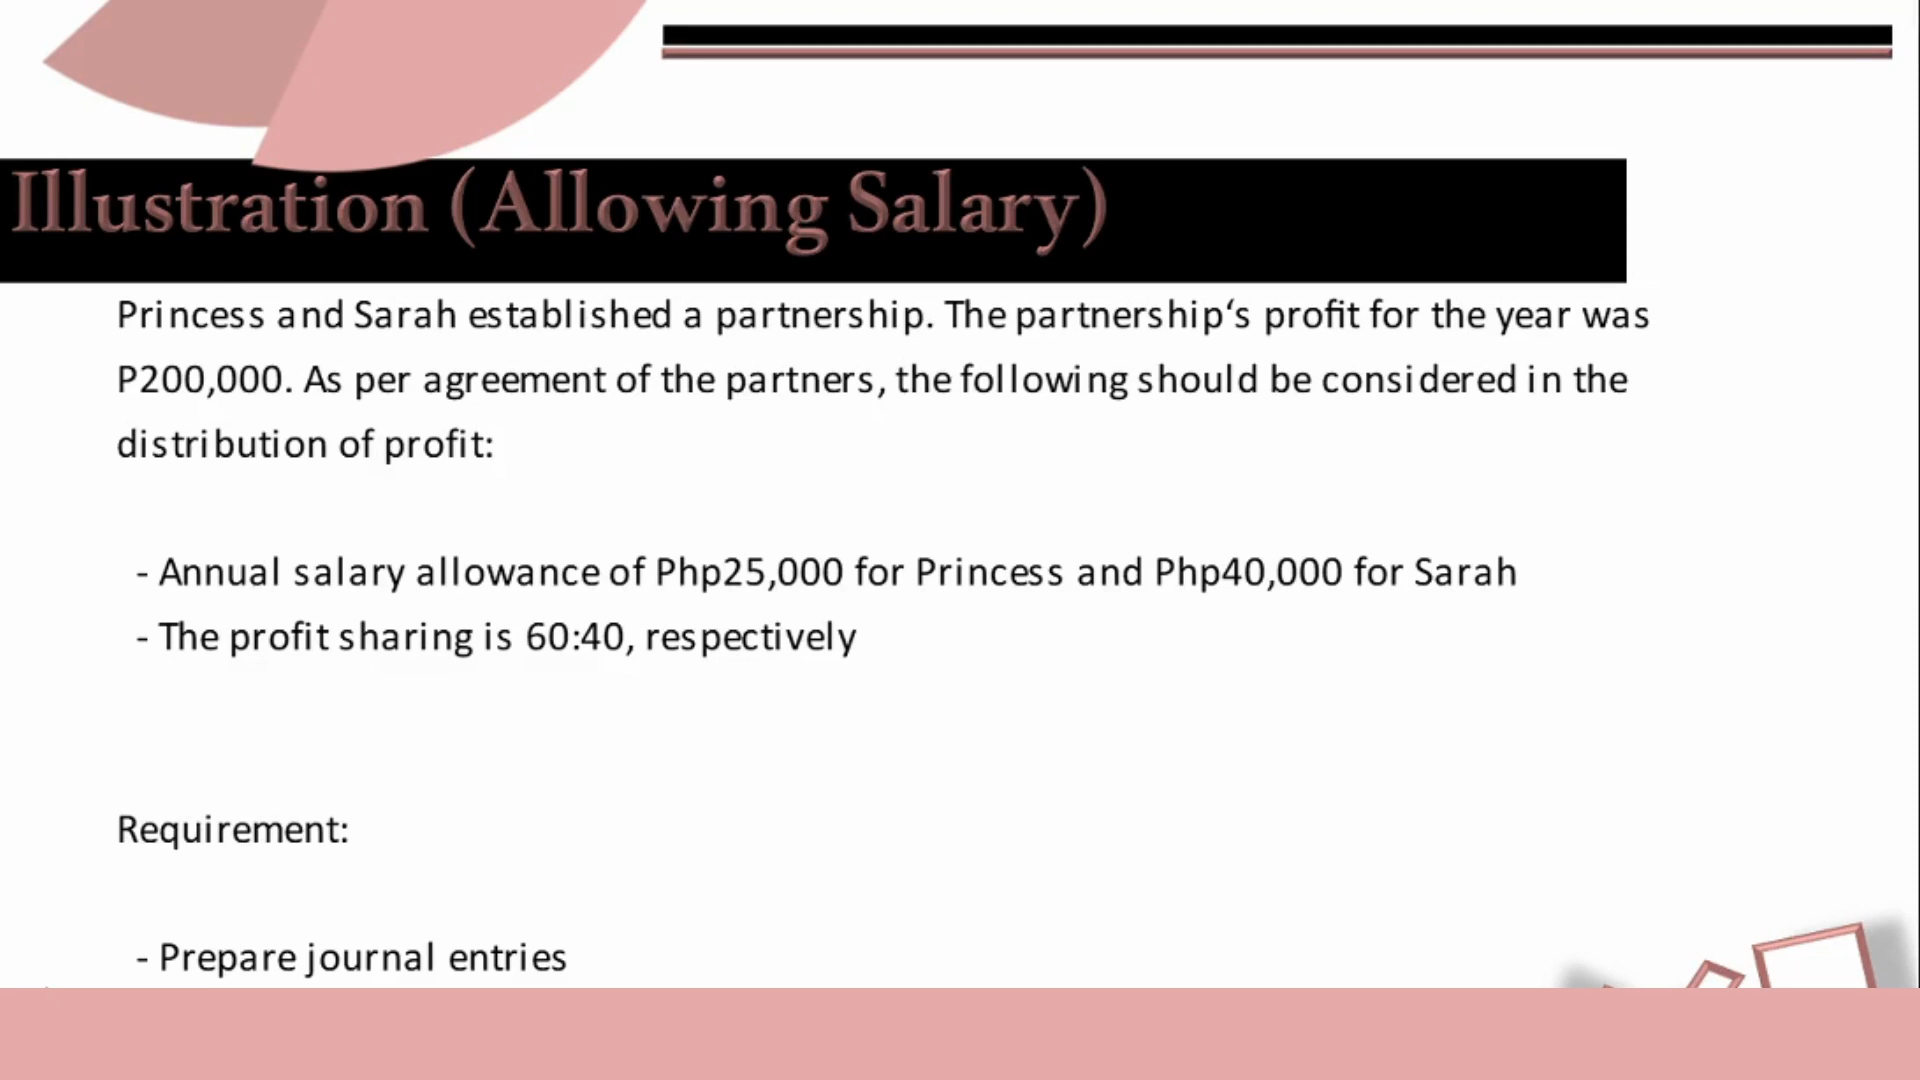 Illustration (Allowing Salary)
Princess and Sarah established a partnership. The partnership‘s profit for the year was
P200,000. As per agreement of the partners, the following should be considered in the
distribution of profit:
- Annual salary allowance of Php25,000 for Princess and Php40,000 for Sarah
- The profit sharing is 60:40, respectively
Requirement:
- Prepare journal entries